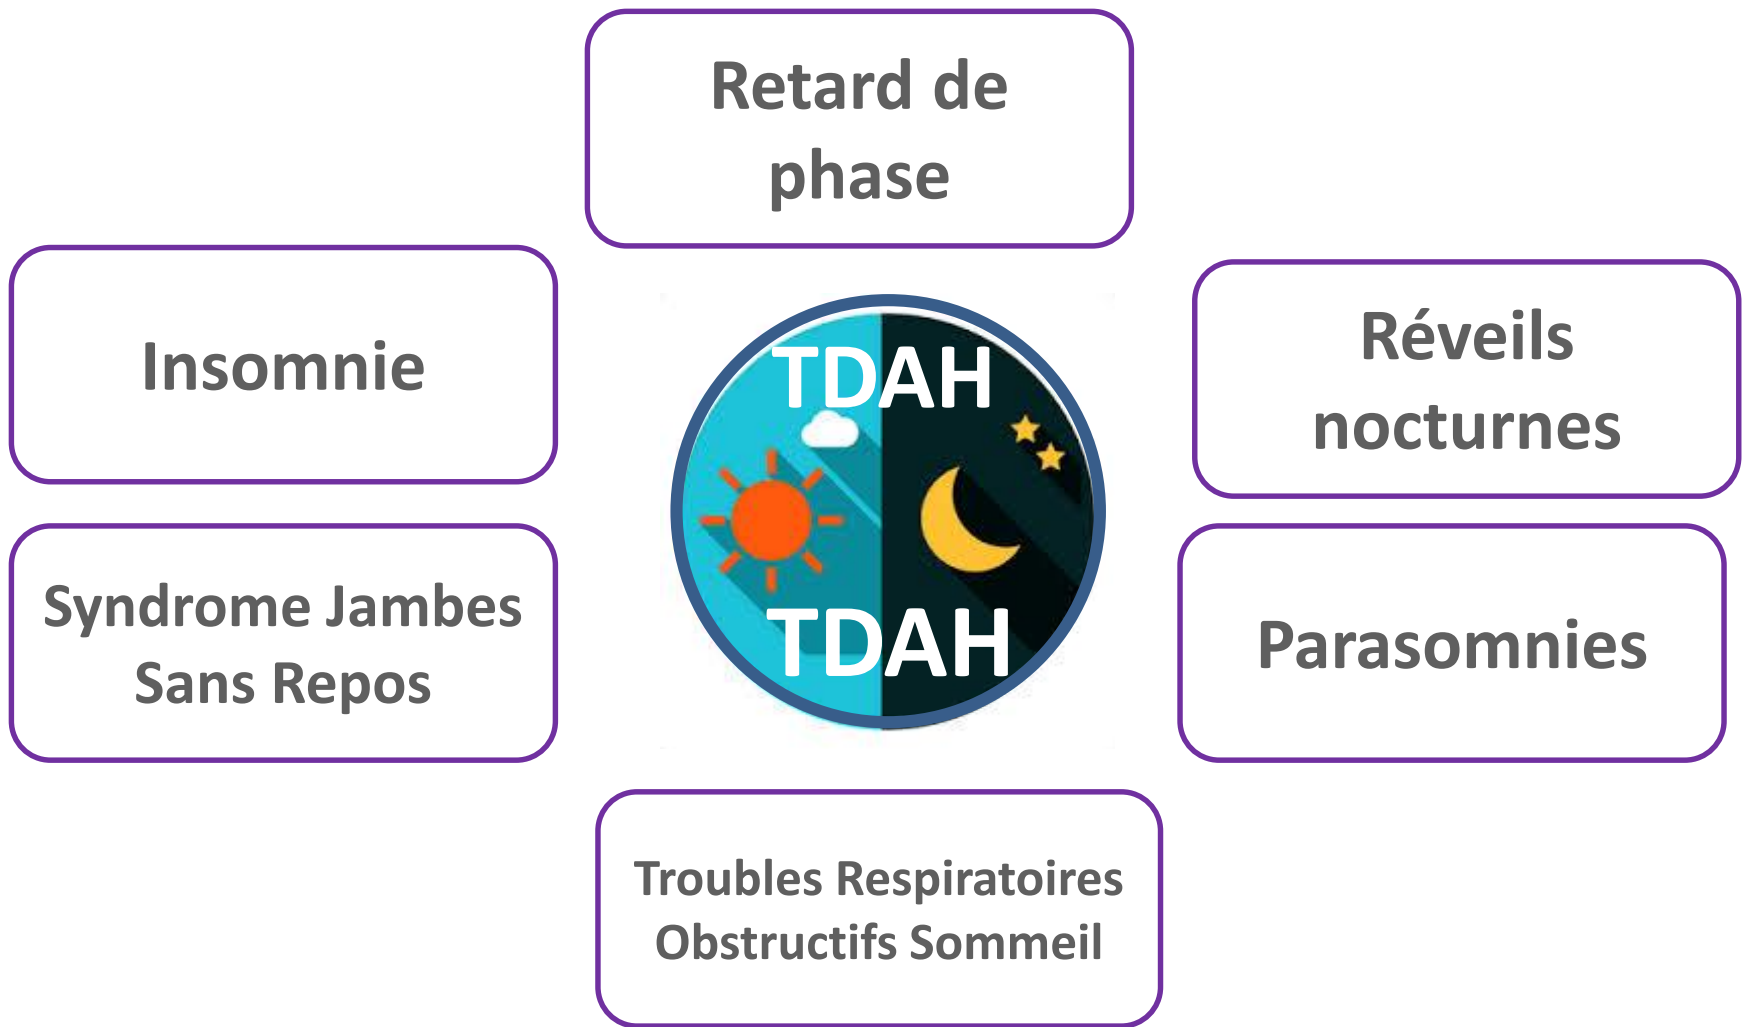 Retard de
phase
Insomnie
Réveils
nocturnes
TDAH
Syndrome Jambes
Sans Repos
TDAH
Parasomnies
Troubles Respiratoires
Obstructifs Sommeil